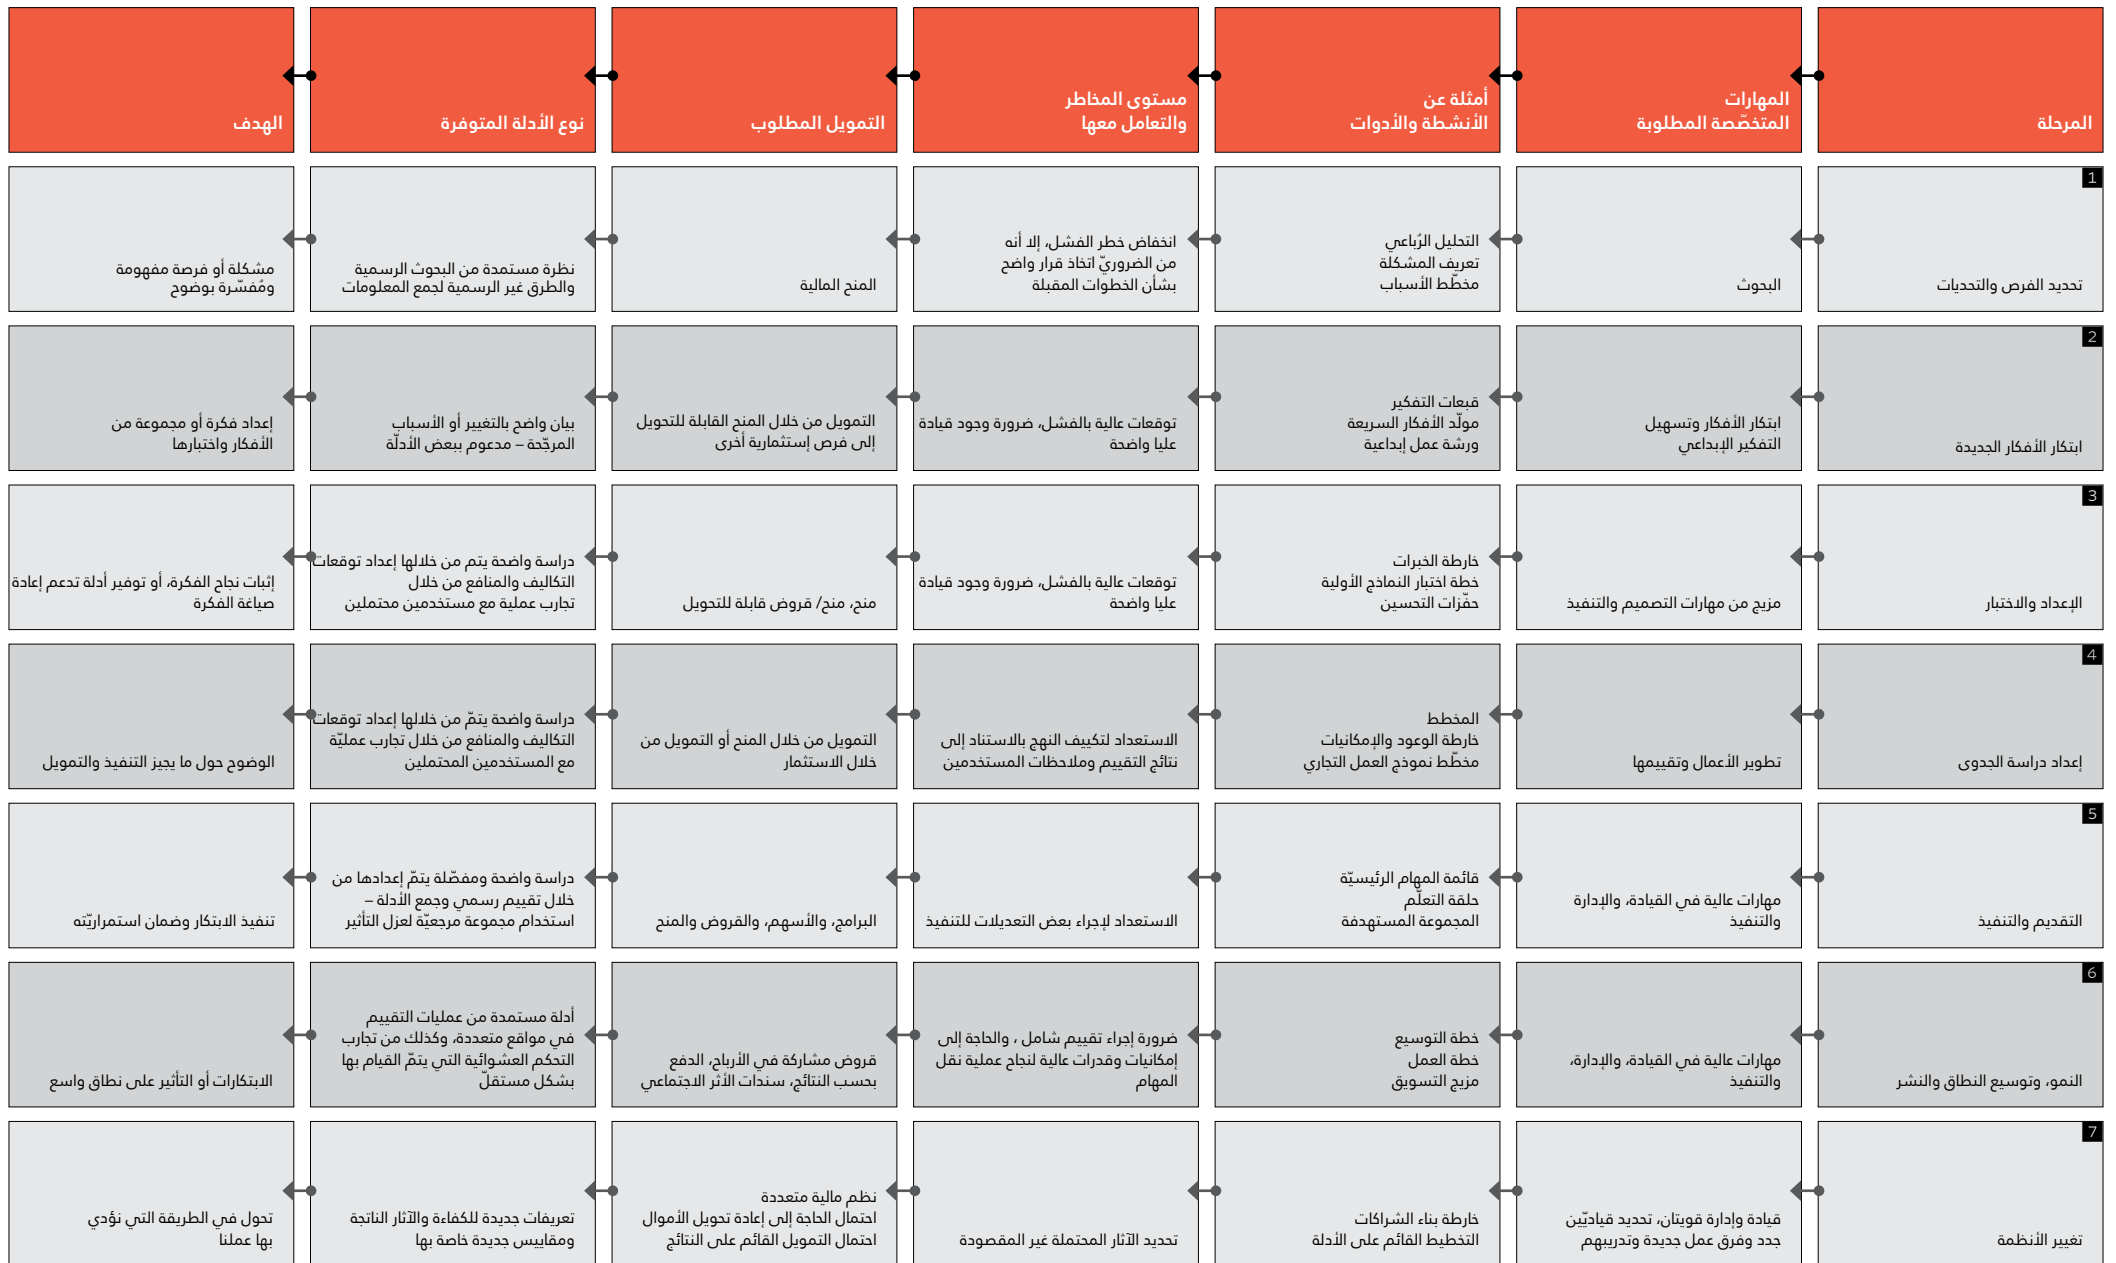 المرحلة
المهارات
المتخصّصة المطلوبة
أمثلة عن
الأنشطة والأدوات
مستوى المخاطر
والتعامل معها
التمويل المطلوب
نوع الأدلة المتوفرة
الهدف
1
تحديد الفرص والتحديات
البحوث
التحليل الرُباعي
تعريف المشكلة
مخطّط الأسباب
انخفاض خطر الفشل، إلا أنه
من الضروريّ اتخاذ قرار واضح
بشأن الخطوات المقبلة
المنح المالية
نظرة مستمدة من البحوث الرسمية
والطرق غير الرسمية لجمع المعلومات
مشكلة أو فرصة مفهومة
ومُفسّرة بوضوح
2
ابتكار الأفكار الجديدة
ابتكار الأفكار وتسهيل
التفكير الإبداعي
قبعات التفكير
مولّد الأفكار السريعة
ورشة عمل إبداعية
توقعات عالية بالفشل، ضرورة وجود قيادة
عليا واضحة
التمويل من خلال المنح القابلة للتحويل
إلى فرص إستثمارية أخرى
بيان واضح بالتغيير أو الأسباب
المرجّحة – مدعوم ببعض الأدلّة
إعداد فكرة أو مجموعة من
الأفكار واختبارها
3
الإعداد والاختبار
مزيج من مهارات التصميم والتنفيذ
خارطة الخبرات
خطة اختبار النماذج الأولية
حفّزات التحسين
توقعات عالية بالفشل، ضرورة وجود قيادة
عليا واضحة
منح، منح/ قروض قابلة للتحويل
دراسة واضحة يتم من خلالها إعداد توقعات
التكاليف والمنافع من خلال
تجارب عملية مع مستخدمين محتملين
إثبات نجاح الفكرة، أو توفير أدلة تدعم إعادة
صياغة الفكرة
4
إعداد دراسة الجدوى
تطوير الأعمال وتقييمها
المخطط
خارطة الوعود والإمكانيات
مخطّط نموذج العمل التجاري
الاستعداد لتكييف النهج بالاستناد إلى
نتائج التقييم وملاحظات المستخدمين
التمويل من خلال المنح أو التمويل من
خلال الاستثمار
دراسة واضحة يتمّ من خلالها إعداد توقعات
التكاليف والمنافع من خلال تجارب عمليّة
مع المستخدمين المحتملين
الوضوح حول ما يجيز التنفيذ والتمويل
5
التقديم والتنفيذ
مهارات عالية في القيادة، والإدارة
والتنفيذ
قائمة المهام الرئيسيّة
حلقة التعلّم
المجموعة المستهدفة
الاستعداد لإجراء بعض التعديلات للتنفيذ
البرامج، والأسهم، والقروض والمنح
دراسة واضحة ومفصّلة يتمّ إعدادها من
خلال تقييم رسمي وجمع الأدلة –
استخدام مجموعة مرجعيّة لعزل التأثير
تنفيذ الابتكار وضمان استمراريّته
6
النمو، وتوسيع النطاق والنشر
مهارات عالية في القيادة، والإدارة،
والتنفيذ
خطة التوسيع
خطة العمل
مزيج التسويق
ضرورة إجراء تقييم شامل ، والحاجة إلى
إمكانيات وقدرات عالية لنجاح عملية نقل
المهام
قروض مشاركة في الأرباح، الدفع
بحسب النتائج، سندات الأثر الاجتماعي
أدلة مستمدة من عمليات التقييم
في مواقع متعددة، وكذلك من تجارب
التحكم العشوائية التي يتمّ القيام بها
بشكل مستقلّ
الابتكارات أو التأثير على نطاق واسع
7
تغيير الأنظمة
قيادة وإدارة قويتان، تحديد قياديّين
جدد وفرق عمل جديدة وتدريبهم
خارطة بناء الشراكات
التخطيط القائم على الأدلة
تحديد الآثار المحتملة غير المقصودة
نظم مالية متعددة
احتمال الحاجة إلى إعادة تحويل الأموال
احتمال التمويل القائم على النتائج
تعريفات جديدة للكفاءة والآثار الناتجة
ومقاييس جديدة خاصة بها
تحول في الطريقة التي نؤدي
بها عملنا